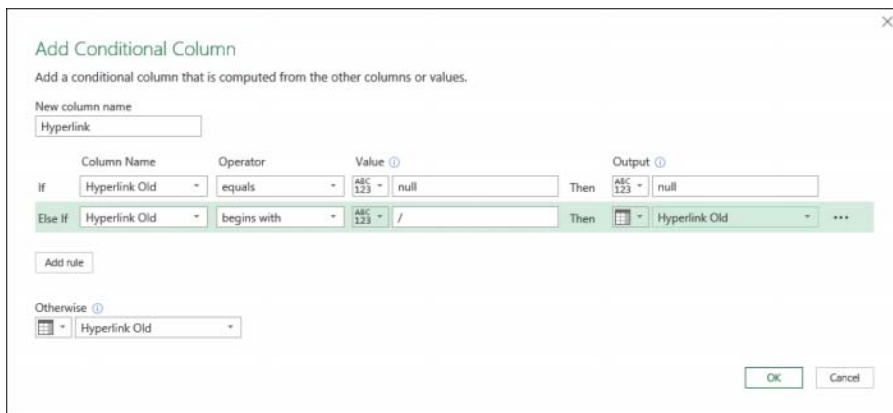 Add Conditional Column
Add a conditional column that is computed from the other columns or values.
New column name
Hyperlink
Column Name Operator Value Output
If Hyperlink Old equals ABC 123 null Then ABC 123 null
Else If Hyperlink Old begins with ABC 123 / Then Hyperlink Old ...
Add rule
Otherwise
Hyperlink Old
OK Cancel